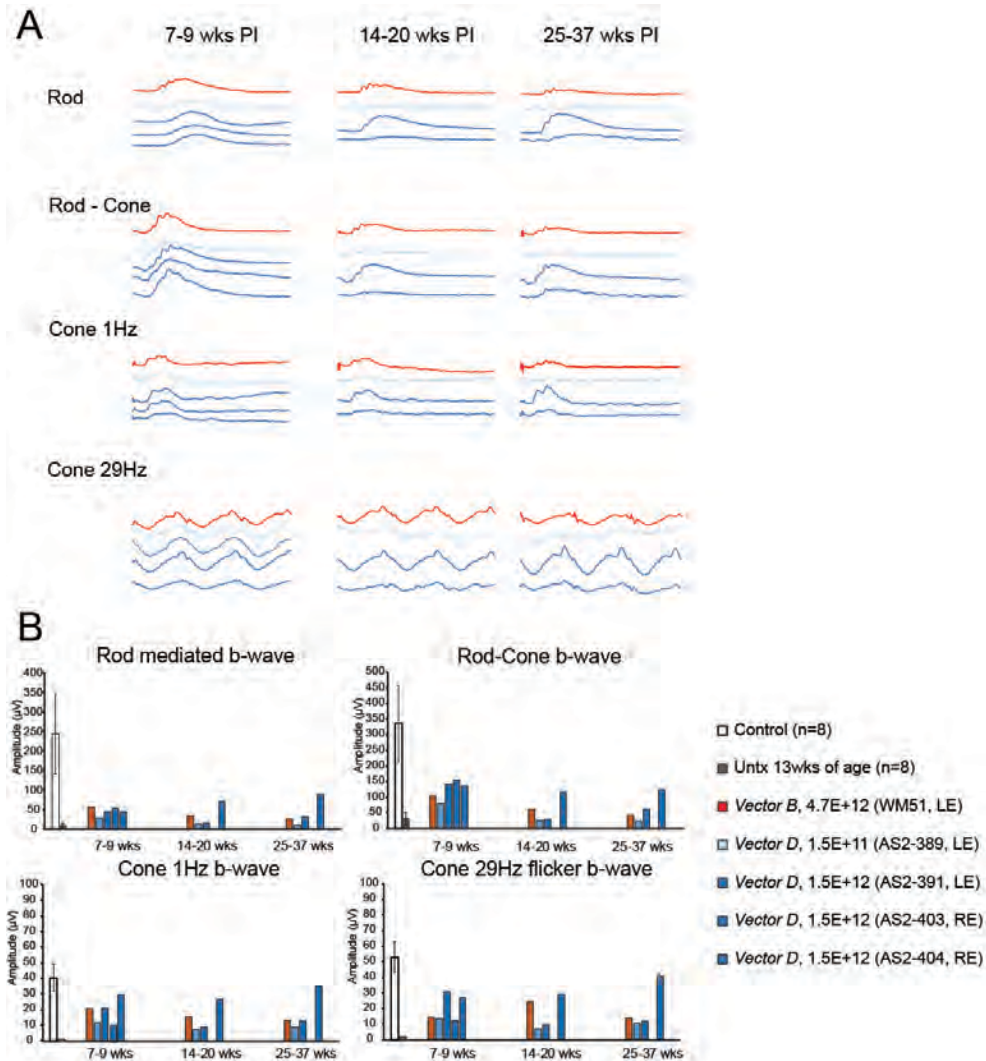 A
7-9 wks PI 14-20 wks PI 25-37 wks PI
Rod
Rod - Cone
Cone 1Hz
Cone 29Hz
B
Rod mediated b-wave
Amplitude (µV)
400
350
300
250
200
150
100
50
0
7-9 wks 14-20 wks 25-37 wks
Rod-Cone b-wave
Amplitude (µV)
500
450
400
350
300
250
200
150
100
50
0
7-9 wks 14-20 wks 25-37 wks
Cone 1Hz b-wave
Amplitude (µV)
100
90
80
70
60
50
40
30
20
10
0
7-9 wks 14-20 wks 25-37 wks
Cone 29Hz flicker b-wave
Amplitude (µV)
100
90
80
70
60
50
40
30
20
10
0
7-9 wks 14-20 wks 25-37 wks
Control (n=8)
Untx 13wks of age (n=8)
Vector B, 4.7E+12 (WM51, LE)
Vector D, 1.5E+11 (AS2-389, LE)
Vector D, 1.5E+12 (AS2-391, LE)
Vector D, 1.5E+12 (AS2-403, RE)
Vector D, 1.5E+12 (AS2-404, RE)